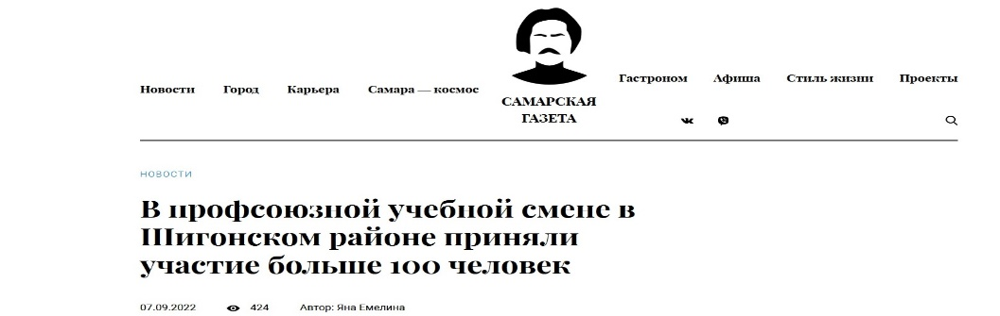 Новости Город Карьера Самара — космос
САМАРСКАЯ
ГАЗЕТА
Гастроном Афиша Стиль жизни Проекты
НОВОСТИ
В профсоюзной учебной смене в
Шигонском районе приняли
участие больше 100 человек
07.09.2022 424 Автор: Яна Емелина